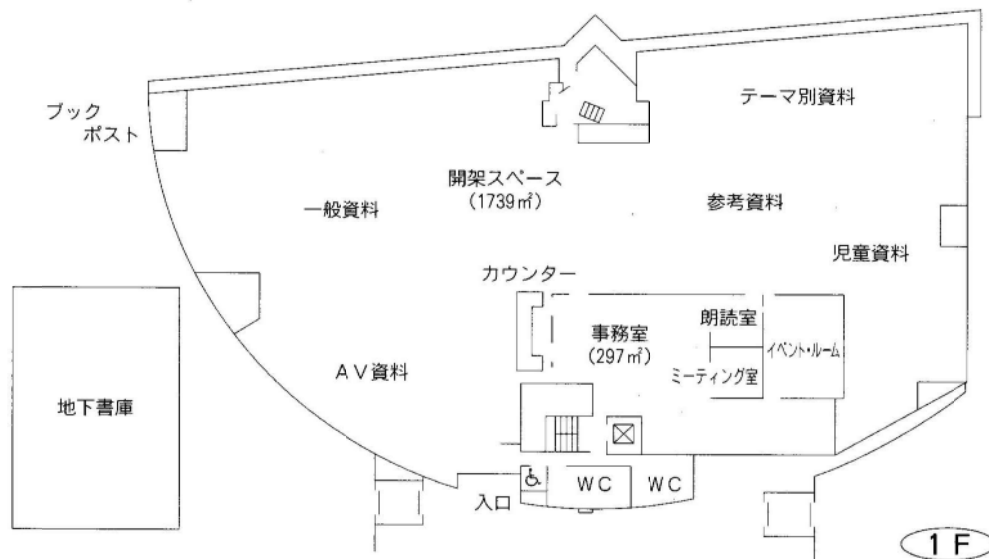 テーマ別資料
ブック
ポスト
開架スペース
(1739㎡)
一般資料
参考資料
児童資料
カウンター
事務室
(297㎡)
朗読室
イベント・ルーム
ミーティング室
AV資料
地下書庫
入口
WC
WC
1F